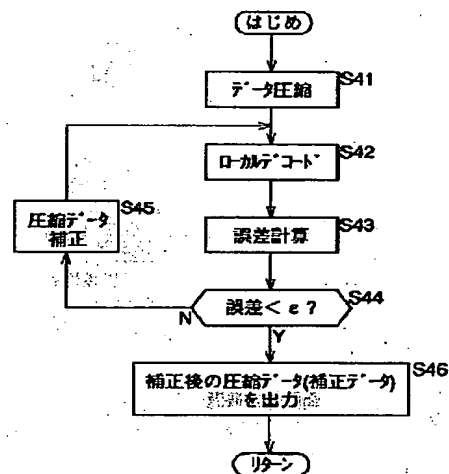 はじめ
S41
データ圧縮
S42
ローカルデコード
S45
圧縮データ
補正
S43
誤差計算
S44
誤差 < ε ?
N
Y
S46
補正後の圧縮データ(補正データ)
を出力
リターン